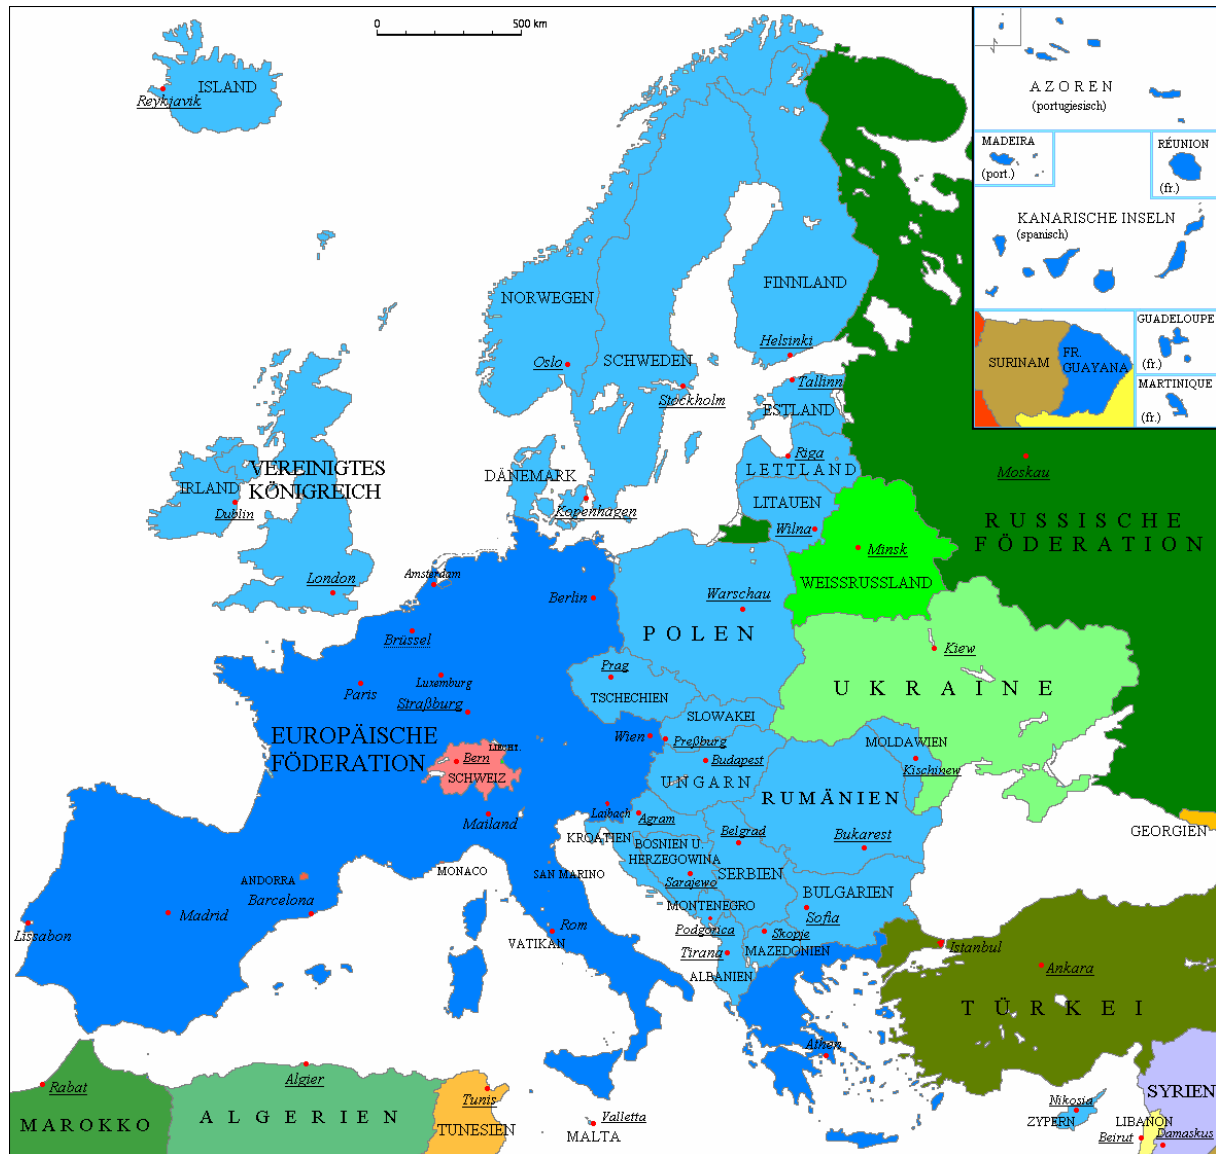 0
500 km
ISLAND
Reykjavik
AZOREN
(portugiesisch)
MADEIRA
(port.)
RÉUNION
(fr.)
KANARISCHE INSELN
(spanisch)
GUADELOUPE
(fr.)
SURINAM
FR.
GUAYANA
MARTINIQUE
(fr.)
NORWEGEN
FINNLAND
Helsinki
SCHWEDEN
Oslo
Stockholm
Tallinn
ESTLAND
Riga
LETTLAND
Moskau
VEREINIGTES
KÖNIGREICH
IRLAND
Dublin
DÄNEMARK
Kopenhagen
LITAUEN
Wilna
RUSSISCHE
FÖDERATION
Minsk
WEISSRUSSLAND
London
Amsterdam
Berlin
Warschau
POLEN
Brüssel
Kiew
UKRAINE
Prag
TSCHECHIEN
Paris
Luxemburg
Straßburg
SLOWAKEI
EUROPÄISCHE
FÖDERATION
Wien
Preßburg
LIECHT.
Bern
SCHWEIZ
Budapest
UNGARN
MOLDAWIEN
Kischinew
RUMÄNIEN
Mailand
Laibach
Agram
KROATIEN
BOSNIEN U.
HERZEGOWINA
Sarajewo
Belgrad
SERBIEN
Bukarest
GEORGIEN
MONACO
SAN MARINO
ANDORRA
Barcelona
Madrid
Lissabon
Rom
VATIKAN
MONTENEGRO
Podgorica
BULGARIEN
Sofia
Skopje
MAZEDONIEN
Tirana
ALBANIEN
Istanbul
Ankara
TÜRKEI
Athen
Rabat
MAROKKO
Algier
ALGERIEN
Tunis
TUNESIEN
Valletta
MALTA
Nikosia
ZYPERN
SYRIEN
LIBANON
Beirut
Damaskus